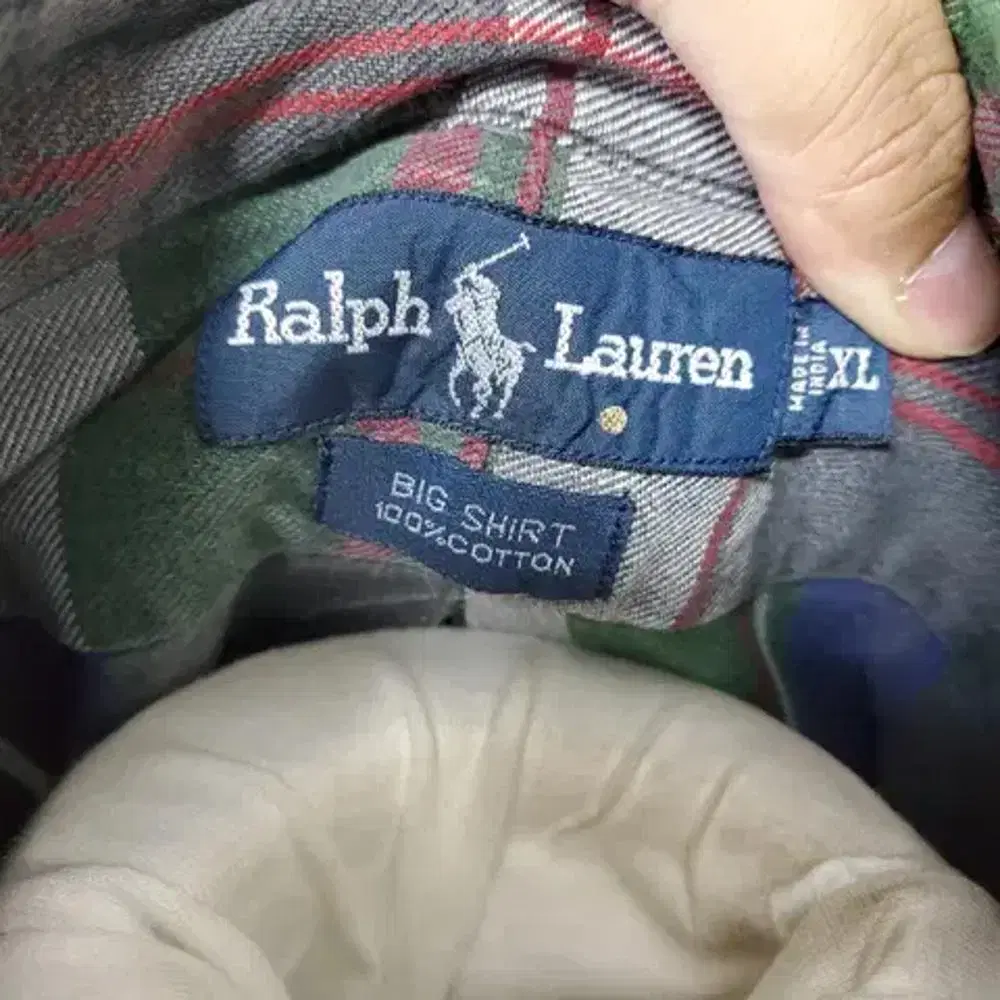 Ralph Lauren
MADE IN
INDIA
XL
BIG SHIRT
100%COTTON